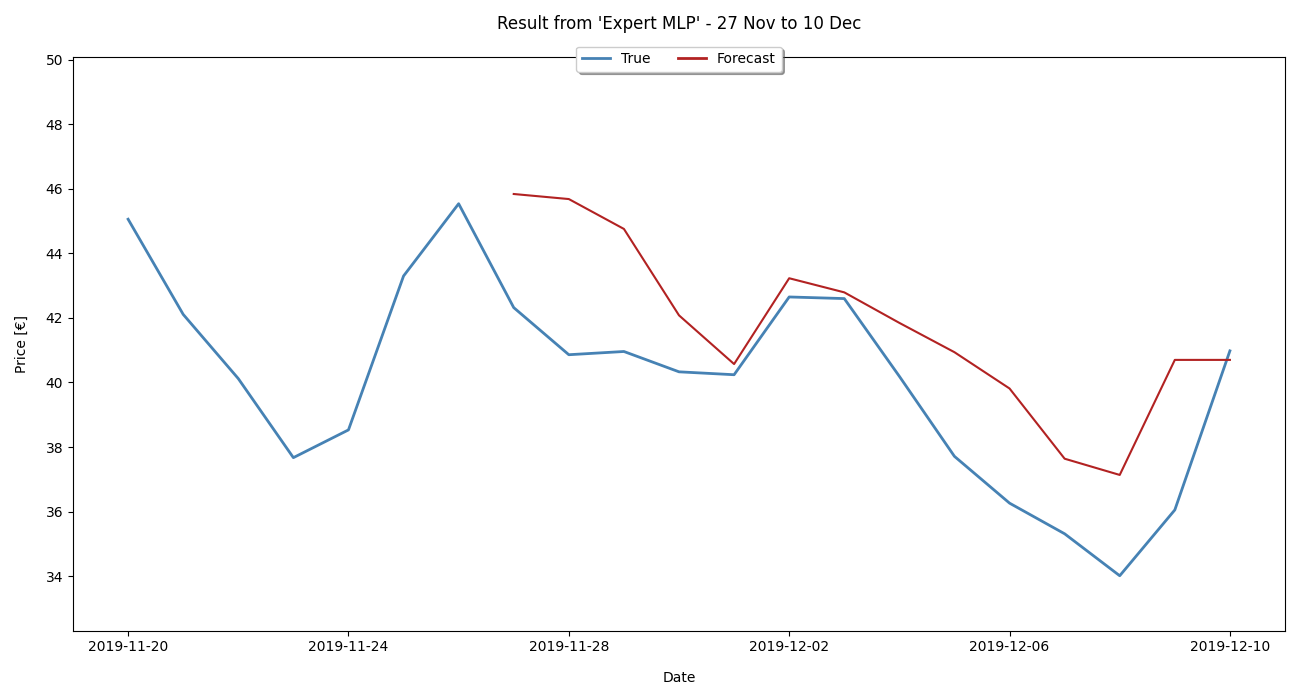 Result from 'Expert MLP' - 27 Nov to 10 Dec
True Forecast
50
48
46
44
42
40
38
36
34
Price [€]
2019-11-20 2019-11-24 2019-11-28 2019-12-02 2019-12-06 2019-12-10
Date